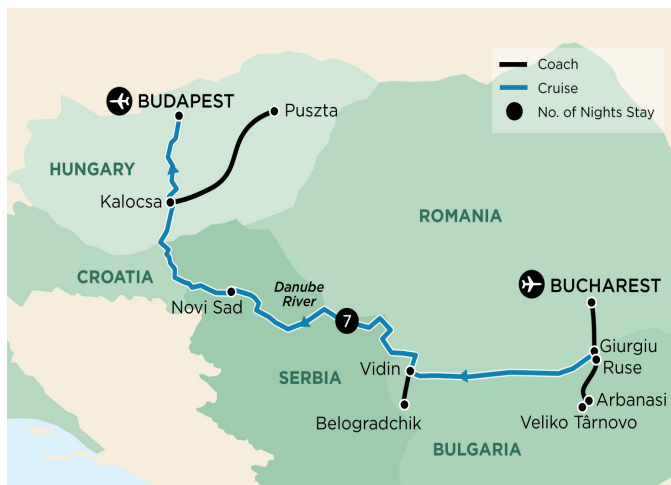 Coach
Cruise
No. of Nights Stay
BUDAPEST
Puszta
HUNGARY
Kalocsa
ROMANIA
CROATIA
Novi Sad
Danube
River
BUCHAREST
7
Giurgiu
Ruse
SERBIA
Vidin
Arbanasi
Belogradchik
Veliko Târnovo
BULGARIA